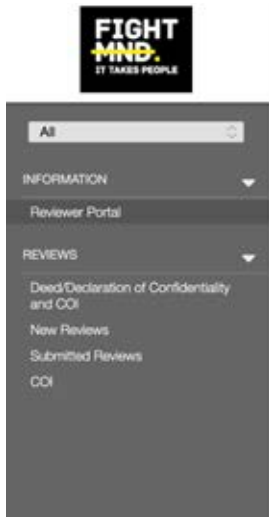 FIGHT
MND.
IT TAKES PEOPLE
All
INFORMATION
Reviewer Portal
REVIEWS
Deed/Declaration of Confidentiality
and COI
New Reviews
Submitted Reviews
COI